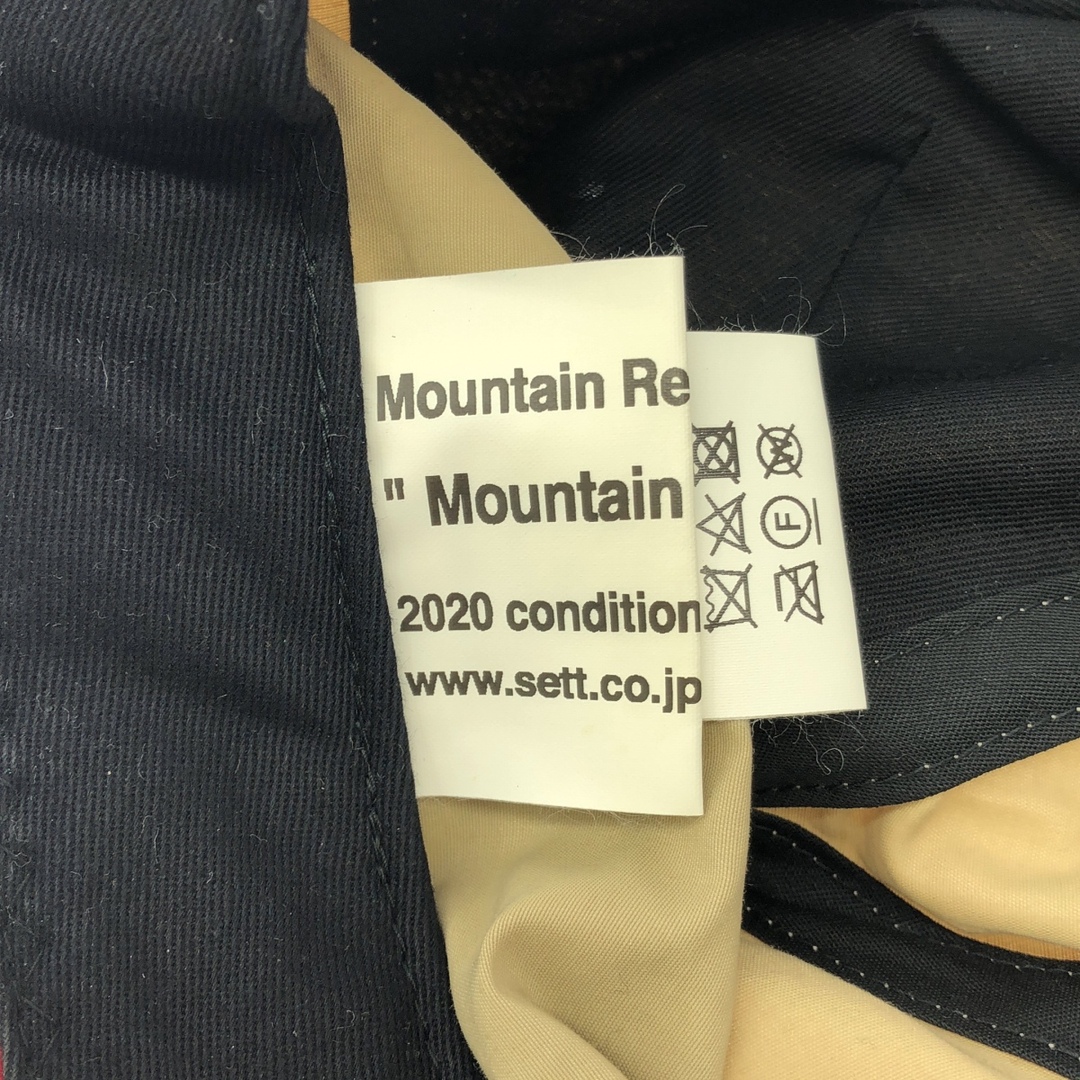 Mountain Re
" Mountain
2020 condition
www.sett.co.jp
W
F